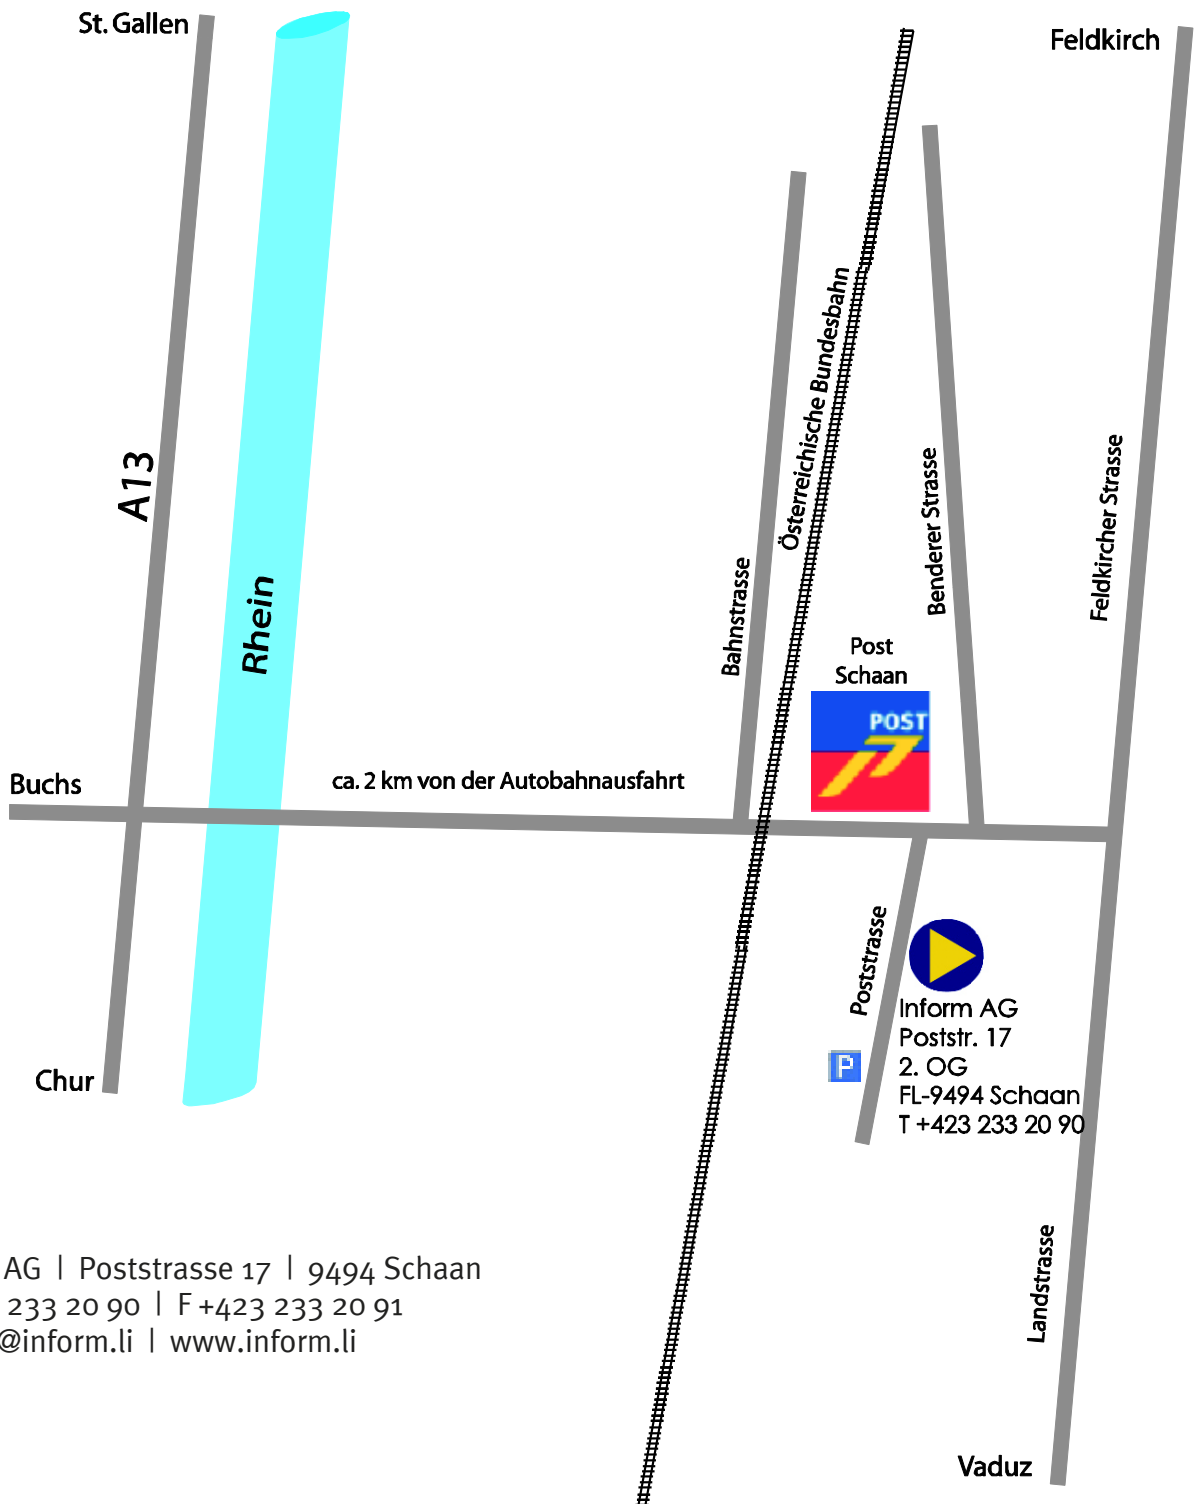 St. Gallen
Feldkirch
Österreichische Bundesbahn
A13
Feldkircher Strasse
Benderer Strasse
Bahnstrasse
Rhein
Post
Schaan
POST
Buchs
ca. 2 km von der Autobahnausfahrt
Poststrasse
Inform AG
Poststr. 17
2. OG
FL-9494 Schaan
T +423 233 20 90
P
Chur
Landstrasse
AG | Poststrasse 17 | 9494 Schaan
233 20 90 | F +423 233 20 91
@inform.li | www.inform.li
Vaduz